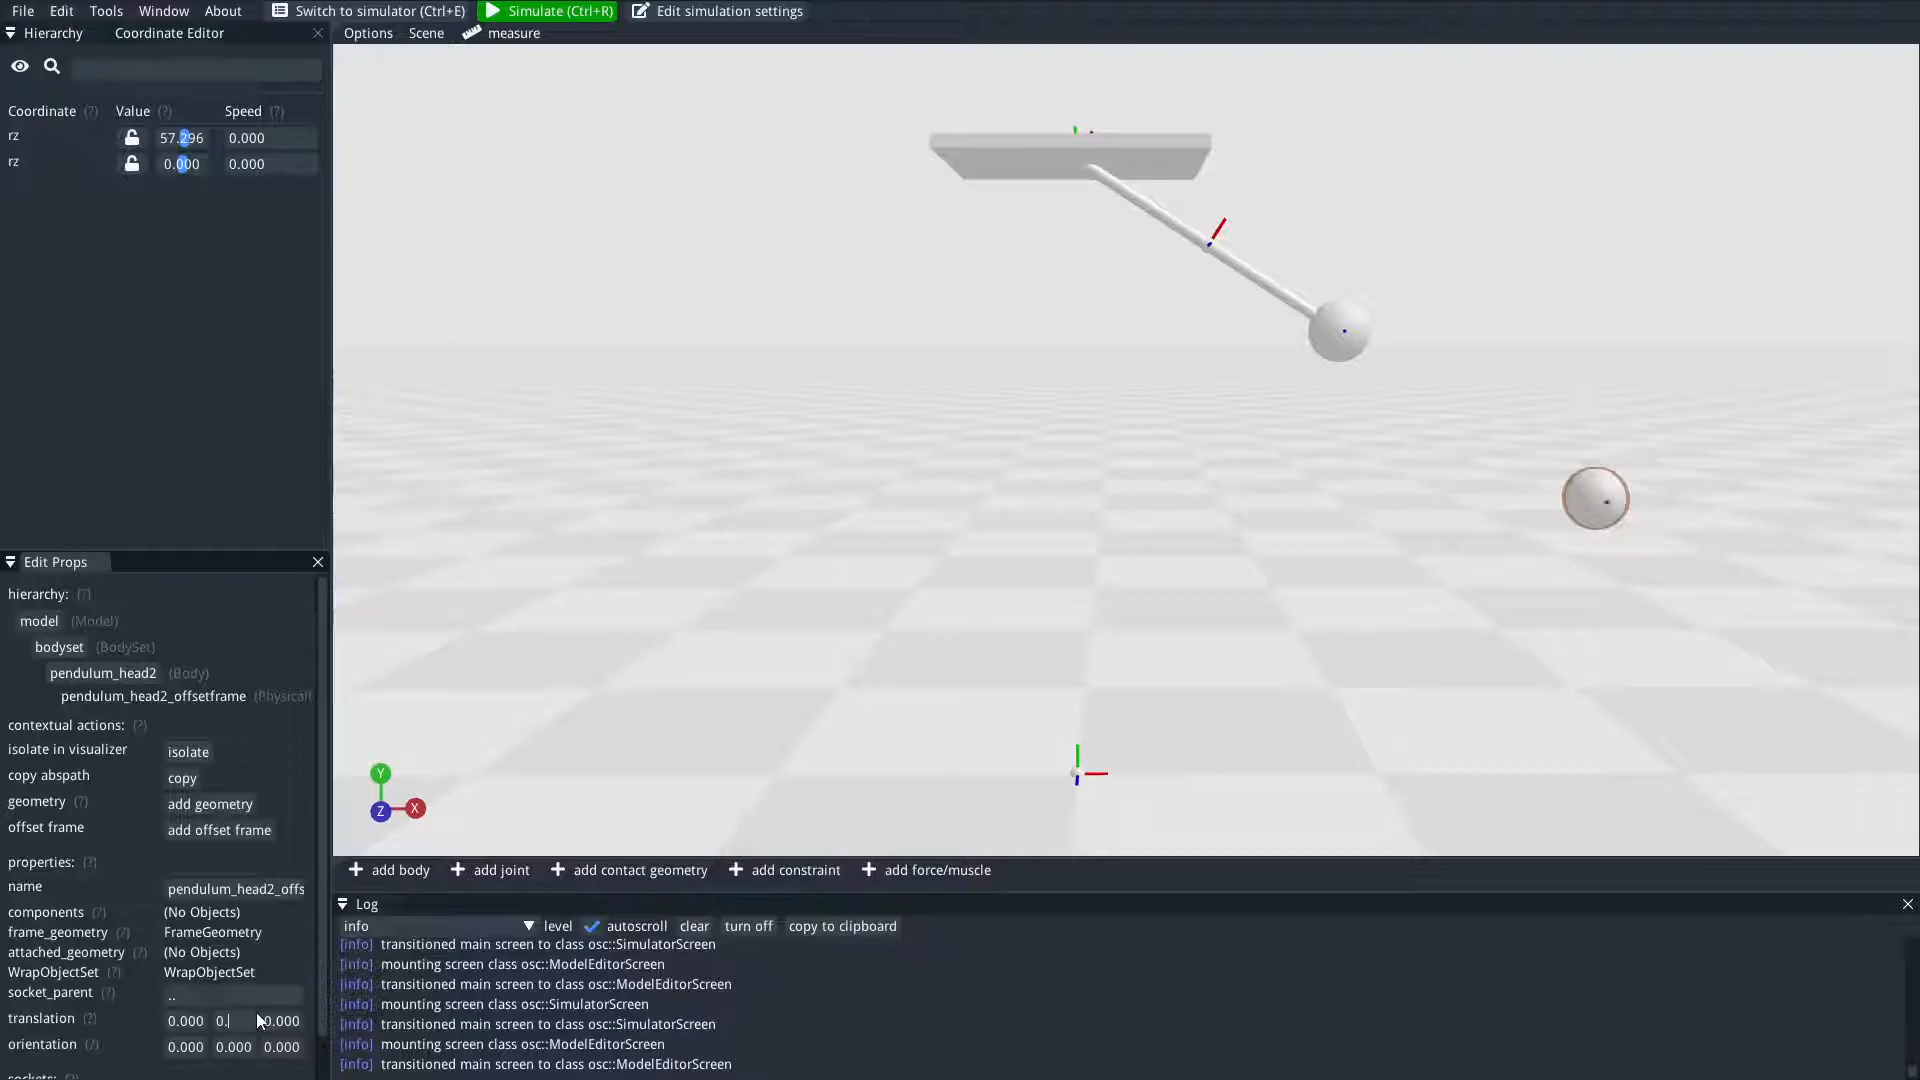 File Edit Tools Window About Switch to simulator (Ctrl+E) Simulate (Ctrl+R) Edit simulation settings
Hierarchy Coordinate Editor
Options Scene measure
Coordinate (?) Value (?) Speed (?)
rz 57.296 0.000
rz 0.000 0.000
Edit Props
hierarchy: (?)
model (Model)
bodyset (BodySet)
pendulum_head2 (Body)
pendulum_head2_offsetframe (Physicall
contextual actions: (?)
isolate in visualizer isolate
copy abspath copy
geometry (?) add geometry
offset frame add offset frame
properties: (?)
name pendulum_head2_offs
components (?) (No Objects)
frame_geometry (?) FrameGeometry
attached_geometry (?) (No Objects)
WrapObjectSet (?) WrapObjectSet
socket_parent (?) ..
translation (?) 0.000 0. 0.000
orientation (?) 0.000 0.000 0.000
sockets: (?)
Y
Z X
add body add joint add contact geometry add constraint add force/muscle
Log
info level autoscroll clear turn off copy to clipboard
[info] transitioned main screen to class osc::SimulatorScreen
[info] mounting screen class osc::ModelEditorScreen
[info] transitioned main screen to class osc::ModelEditorScreen
[info] mounting screen class osc::SimulatorScreen
[info] transitioned main screen to class osc::SimulatorScreen
[info] mounting screen class osc::ModelEditorScreen
[info] transitioned main screen to class osc::ModelEditorScreen